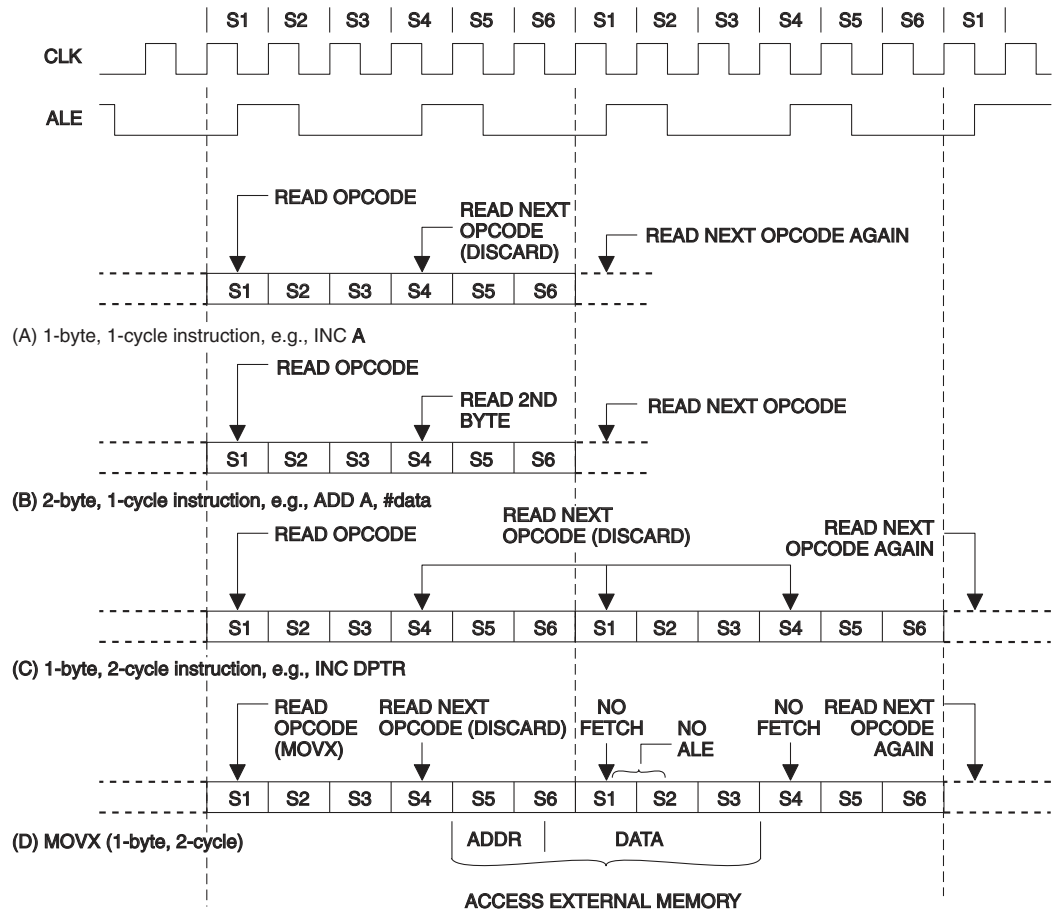 S1 S2 S3 S4 S5 S6 S1 S2 S3 S4 S5 S6 S1
CLK
ALE
READ OPCODE
READ NEXT
OPCODE
(DISCARD)
READ NEXT OPCODE AGAIN
S1 S2 S3 S4 S5 S6
(A) 1-byte, 1-cycle instruction, e.g., INC A
READ OPCODE
READ 2ND
BYTE
READ NEXT OPCODE
S1 S2 S3 S4 S5 S6
(B) 2-byte, 1-cycle instruction, e.g., ADD A, #data
READ OPCODE
READ NEXT
OPCODE (DISCARD)
READ NEXT
OPCODE AGAIN
S1 S2 S3 S4 S5 S6 S1 S2 S3 S4 S5 S6
(C) 1-byte, 2-cycle instruction, e.g., INC DPTR
READ
OPCODE
(MOVX)
READ NEXT
OPCODE (DISCARD)
NO
FETCH
NO
ALE
NO
FETCH
READ NEXT
OPCODE
AGAIN
S1 S2 S3 S4 S5 S6 S1 S2 S3 S4 S5 S6
(D) MOVX (1-byte, 2-cycle)
ADDR DATA
ACCESS EXTERNAL MEMORY